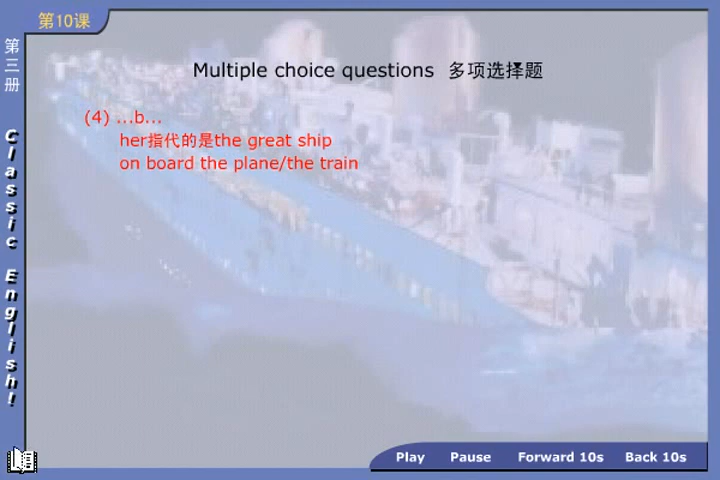 第10课
第三册
Classic English!
Multiple choice questions 多项选择题
(4) ...b...
her指代的是the great ship
on board the plane/the train
Play Pause Forward 10s Back 10s